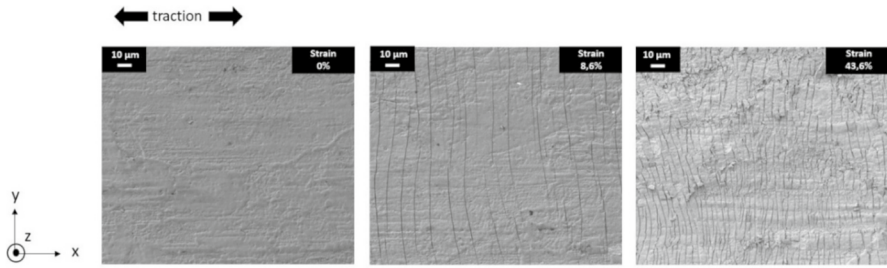 traction
10 µm
Strain
0%
10 µm
Strain
8,6%
10 µm
Strain
43,6%
y
z
x